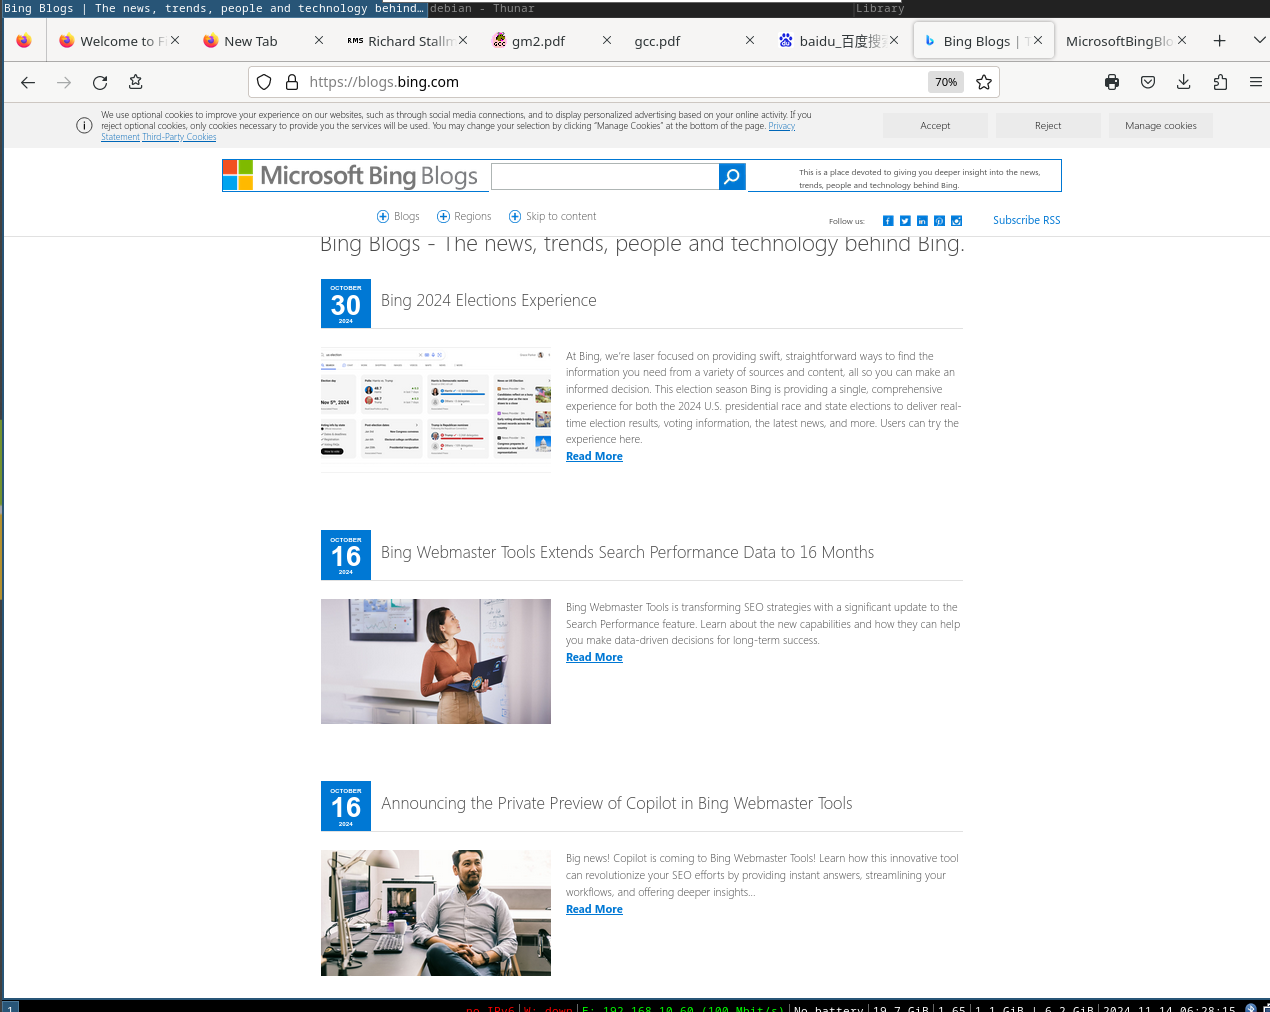 Bing Blogs | The news, trends, people and technology behind…
debian - Thunar
Library
Welcome to Fi
New Tab
RMS Richard Stallm
gm2.pdf
gcc.pdf
baidu_百度搜
Bing Blogs | T
MicrosoftBingBlo
https://blogs.bing.com
70%
We use optional cookies to improve your experience on our websites, such as through social media connections, and to display personalized advertising based on your online activity. If
reject optional cookies, only cookies necessary to provide you the services will be used. You may change your selection by clicking "Manage Cookies" at the bottom of the page. Privacy
Statement Third-Party Cookies
Accept
Reject
Manage cookies
Microsoft Bing Blogs
This is a place devoted to giving you deeper insight into the news,
trends, people and technology behind Bing.
Blogs
Regions
Skip to content
Follow us:
Subscribe RSS
Bing Blogs - The news, trends, people and technology behind Bing.
OCTOBER
30
2024
Bing 2024 Elections Experience
At Bing, we're laser focused on providing swift, straightforward ways to find the
information you need from a variety of sources and content, all so you can make an
informed decision. This election season Bing is providing a single, comprehensive
experience for both the 2024 U.S. presidential race and state elections to deliver real-
time election results, voting information, the latest news, and more. Users can try the
experience here.
Read More
Nov 5th, 2024
OCTOBER
16
2024
Bing Webmaster Tools Extends Search Performance Data to 16 Months
Bing Webmaster Tools is transforming SEO strategies with a significant update to the
Search Performance feature. Learn about the new capabilities and how they can help
you make data-driven decisions for long-term success.
Read More
OCTOBER
16
2024
Announcing the Private Preview of Copilot in Bing Webmaster Tools
Big news! Copilot is coming to Bing Webmaster Tools! Learn how this innovative tool
can revolutionize your SEO efforts by providing instant answers, streamlining your
workflows, and offering deeper insights...
Read More
1
no IPv6 | W: down | E: 192.168.10.60 (100 Mbit/s) | No battery | 19.7 GiB | 1.65 | 1.1 GiB | 6.2 GiB | 2024-11-14 06:28:15